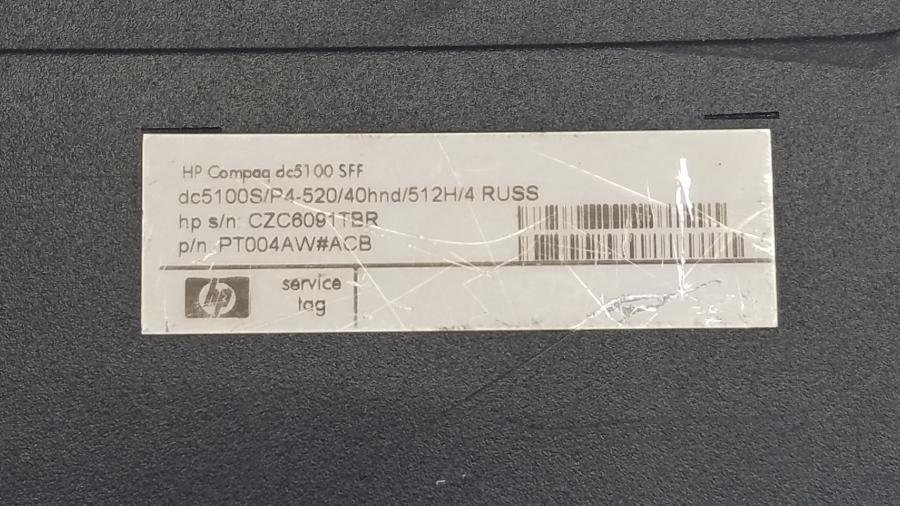 HP Compaq dc5100 SFF
dc5100S/P4-520/40hnd/512H/4 RUSS
hp s/n: CZC6091TBR
p/n: PT004AW#ACB
hp
service
tag